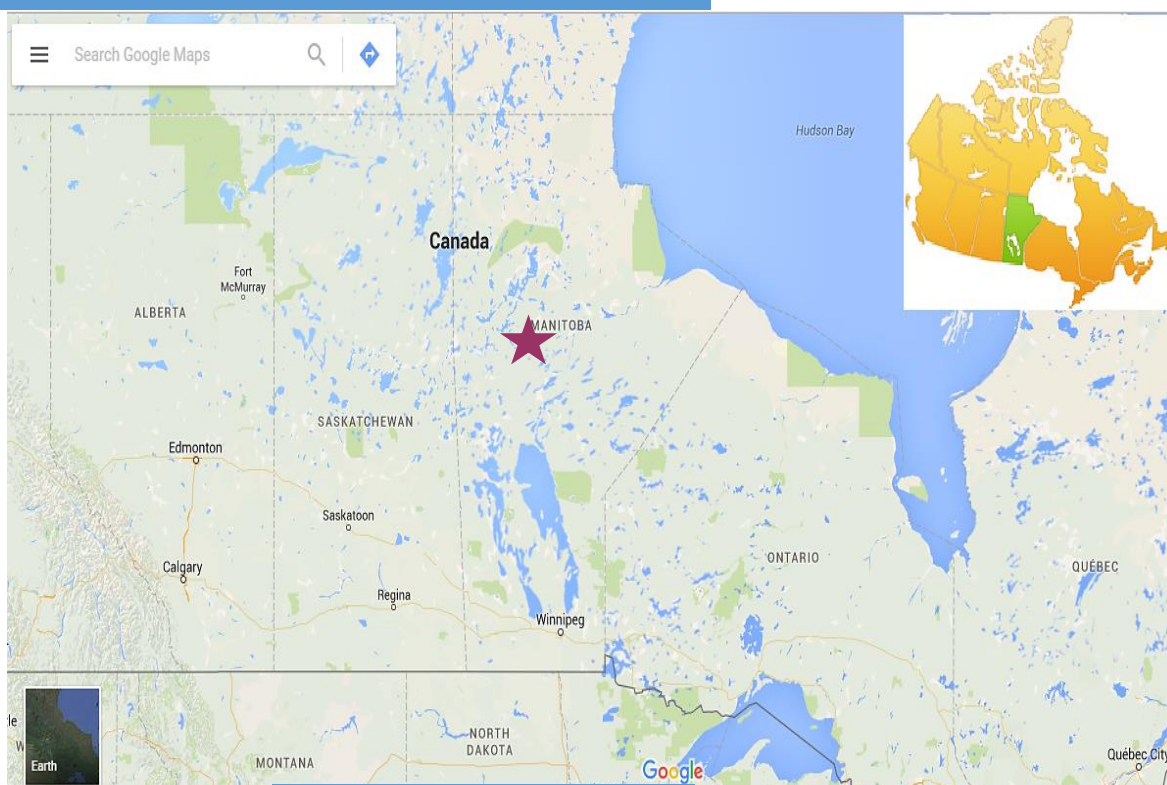 Search Google Maps
Hudson Bay
Canada
Fort
McMurray
ALBERTA
MANITOBA
SASKATCHEWAN
Edmonton
Saskatoon
ONTARIO
Calgary
QUÉBEC
Regina
Winnipeg
NORTH
DAKOTA
MONTANA
Québec City
Earth
Google